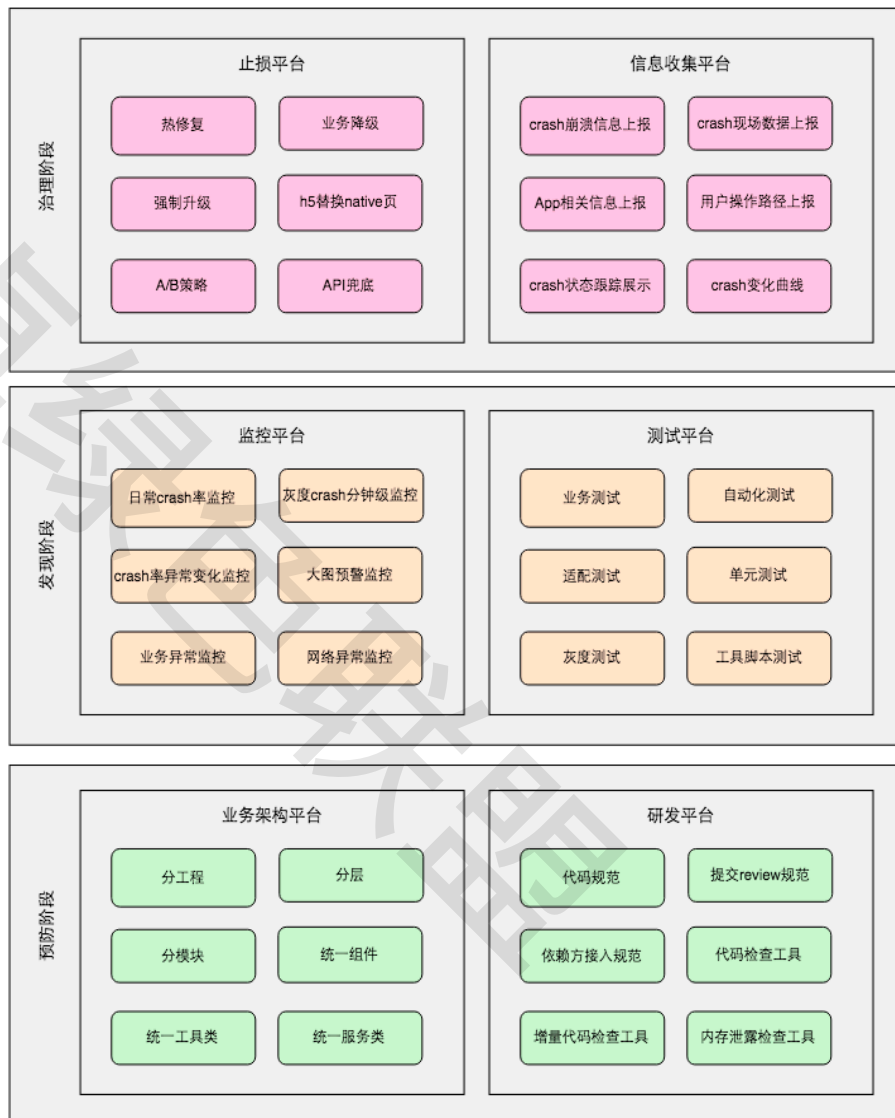 治理阶段
止损平台
热修复
业务降级
强制升级
h5替换native页
A/B策略
API兜底
信息收集平台
crash崩溃信息上报
crash现场数据上报
App相关信息上报
用户操作路径上报
crash状态跟踪展示
crash变化曲线
发现阶段
监控平台
日常crash率监控
灰度crash分钟级监控
crash率异常变化监控
大图预警监控
业务异常监控
网络异常监控
测试平台
业务测试
自动化测试
适配测试
单元测试
灰度测试
工具脚本测试
预防阶段
业务架构平台
分工程
分层
分模块
统一组件
统一工具类
统一服务类
研发平台
代码规范
提交review规范
依赖方接入规范
代码检查工具
增量代码检查工具
内存泄露检查工具
绿色联盟